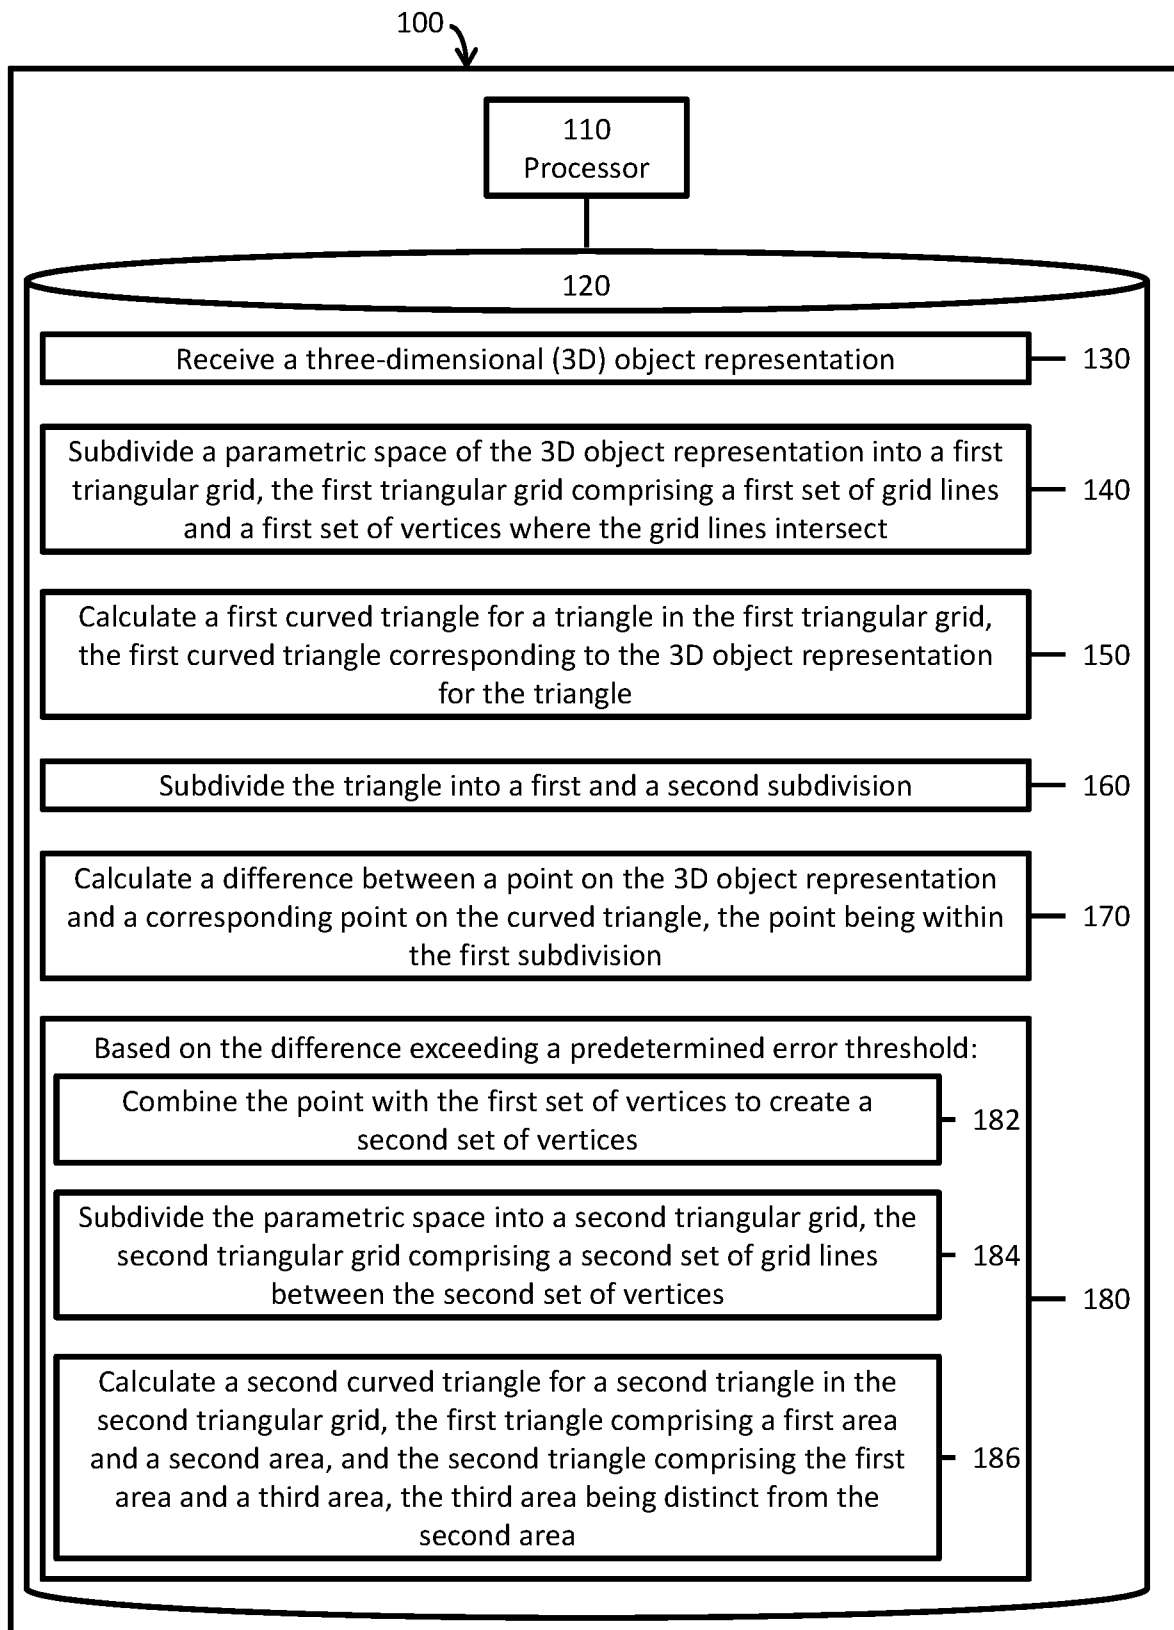 100
110
Processor
120
Receive a three-dimensional (3D) object representation
130
Subdivide a parametric space of the 3D object representation into a first
triangular grid, the first triangular grid comprising a first set of grid lines
and a first set of vertices where the grid lines intersect
140
Calculate a first curved triangle for a triangle in the first triangular grid,
the first curved triangle corresponding to the 3D object representation
for the triangle
150
Subdivide the triangle into a first and a second subdivision
160
Calculate a difference between a point on the 3D object representation
and a corresponding point on the curved triangle, the point being within
the first subdivision
170
Based on the difference exceeding a predetermined error threshold:
Combine the point with the first set of vertices to create a
second set of vertices
182
Subdivide the parametric space into a second triangular grid, the
second triangular grid comprising a second set of grid lines
between the second set of vertices
184
180
Calculate a second curved triangle for a second triangle in the
second triangular grid, the first triangle comprising a first area
and a second area, and the second triangle comprising the first
area and a third area, the third area being distinct from the
second area
186